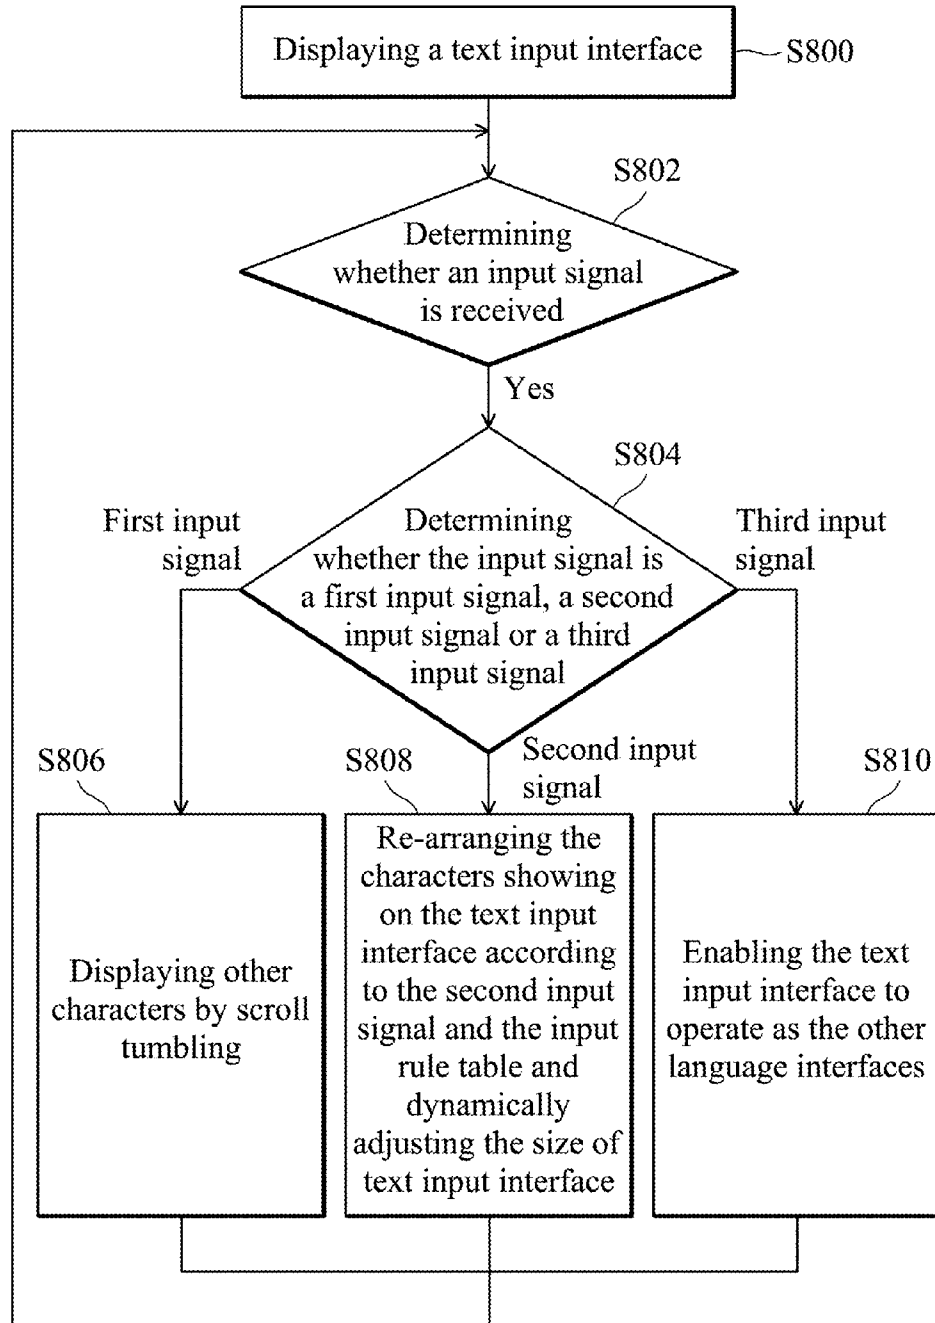 Displaying a text input interface
S800
S802
Determining
whether an input signal
is received
Yes
S804
First input
signal
Determining
whether the input signal is
a first input signal, a second
input signal or a third
input signal
Third input
signal
Second input
signal
S806
Displaying other
characters by scroll
tumbling
S808
Re-arranging the
characters showing
on the text input
interface according
to the second input
signal and the input
rule table and
dynamically
adjusting the size of
text input interface
S810
Enabling the text
input interface to
operate as the other
language interfaces